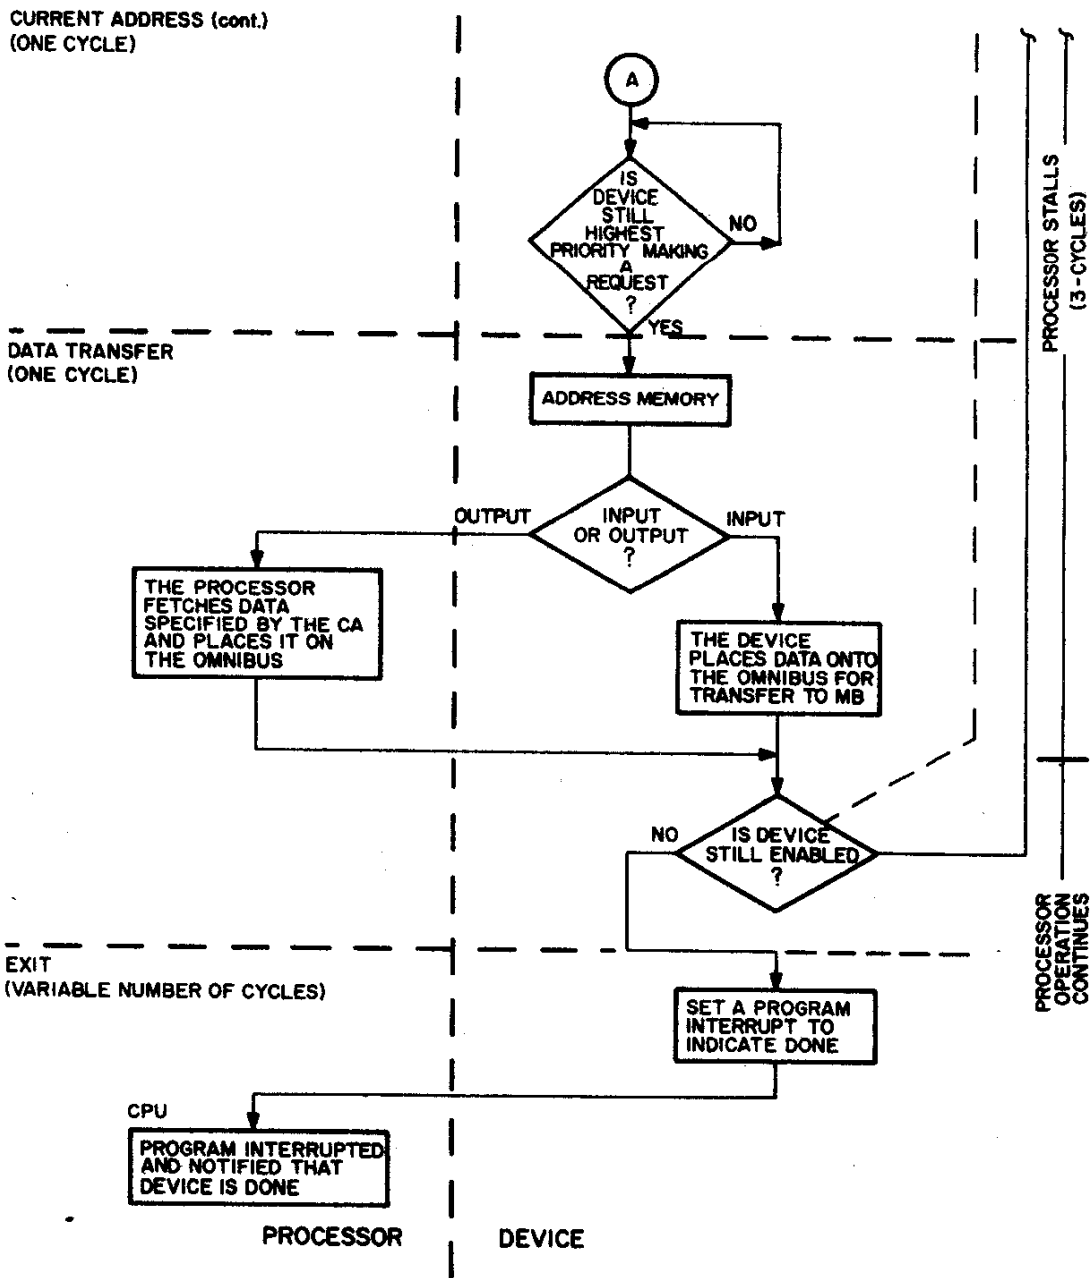 CURRENT ADDRESS (cont.)
(ONE CYCLE)
A
IS
DEVICE
STILL
HIGHEST
PRIORITY MAKING
A
REQUEST
?
NO
YES
PROCESSOR STALLS
(3-CYCLES)
DATA TRANSFER
(ONE CYCLE)
ADDRESS MEMORY
OUTPUT
INPUT
OR OUTPUT
?
INPUT
THE PROCESSOR
FETCHES DATA
SPECIFIED BY THE CA
AND PLACES IT ON
THE OMNIBUS
THE DEVICE
PLACES DATA ONTO
THE OMNIBUS FOR
TRANSFER TO MB
NO
IS DEVICE
STILL ENABLED
?
PROCESSOR
OPERATION
CONTINUES
EXIT
(VARIABLE NUMBER OF CYCLES)
SET A PROGRAM
INTERRUPT TO
INDICATE DONE
CPU
PROGRAM INTERRUPTED
AND NOTIFIED THAT
DEVICE IS DONE
PROCESSOR
DEVICE